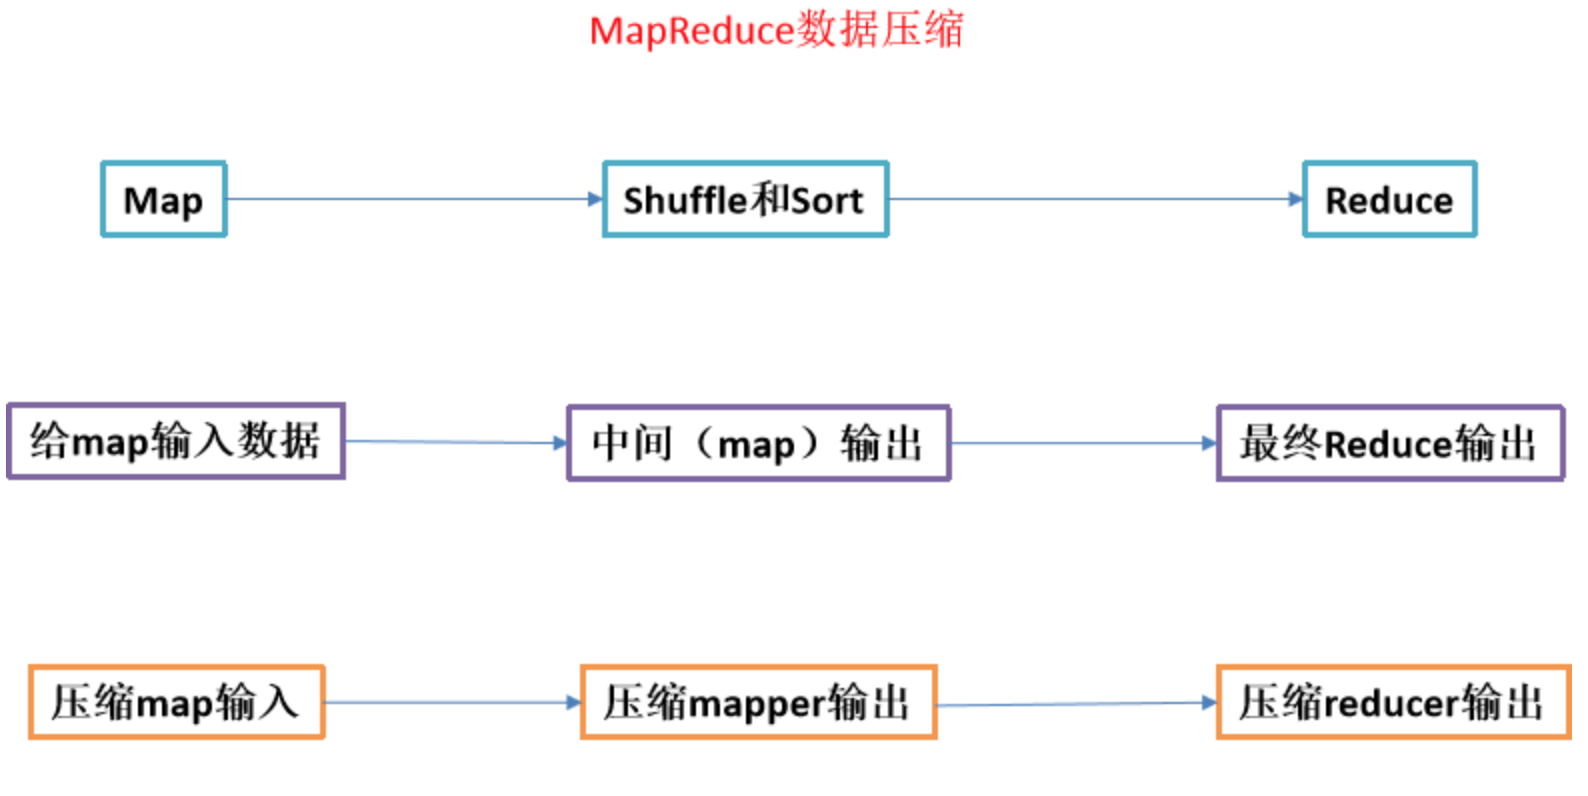 MapReduce数据压缩
Map
Shuffle和Sort
Reduce
给map输入数据
中间（map）输出
最终Reduce输出
压缩map输入
压缩mapper输出
压缩reducer输出